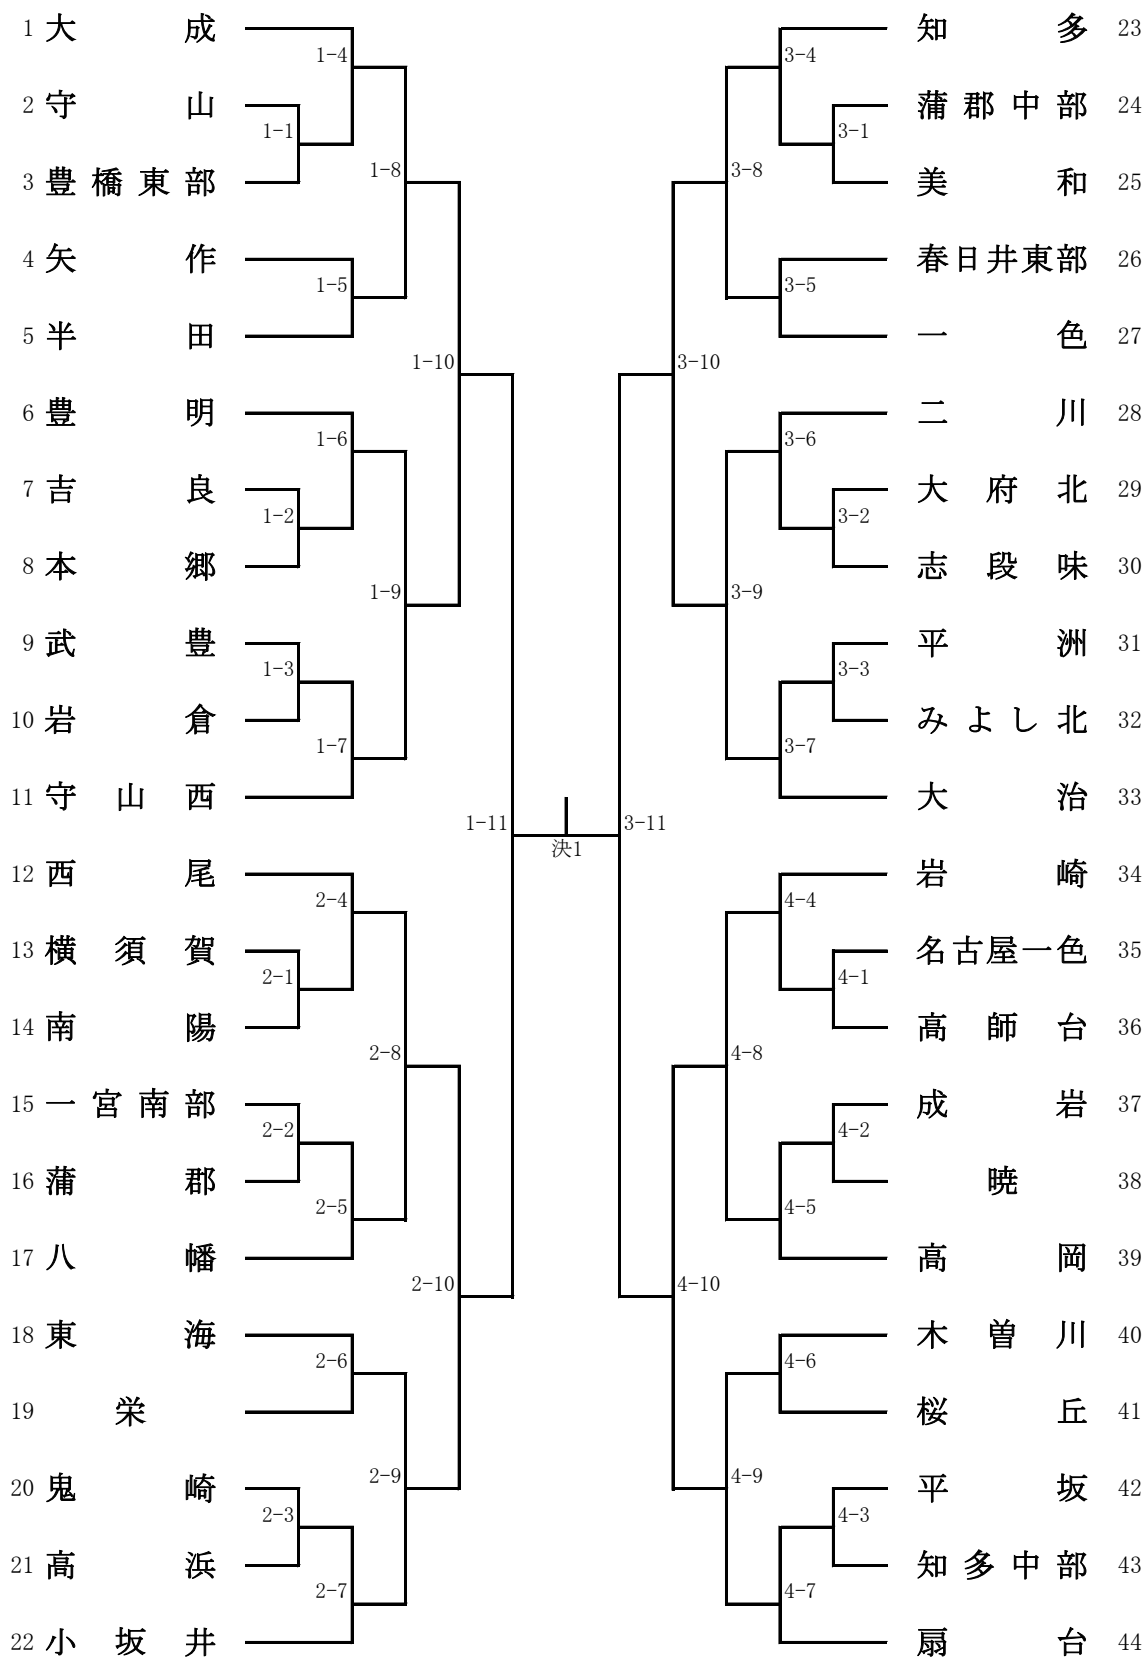 1 大成
1-4
2 守山
1-1
3 豊橋東部
1-8
4 矢作
1-5
5 半田
1-10
6 豊明
1-6
7 吉良
1-2
8 本郷
1-9
9 武豊
1-3
10 岩倉
1-7
11 守山西
1-11
12 西尾
2-4
13 横須賀
2-1
14 南陽
2-8
15 一宮南部
2-2
16 蒲郡
2-5
17 八幡
2-10
18 東海
2-6
19 栄
2-9
20 鬼崎
2-3
21 高浜
2-7
22 小坂井
決1
知多 23
3-4
蒲郡中部 24
3-1
美和 25
3-8
春日井東部 26
3-5
一色 27
3-10
二川 28
3-6
大府北 29
3-2
志段味 30
3-9
平洲 31
3-3
みよし北 32
3-7
大治 33
3-11
岩崎 34
4-4
名古屋一色 35
4-1
高師台 36
4-8
成岩 37
4-2
暁 38
4-5
高岡 39
4-10
木曽川 40
4-6
桜丘 41
4-9
平坂 42
4-3
知多中部 43
4-7
扇台 44